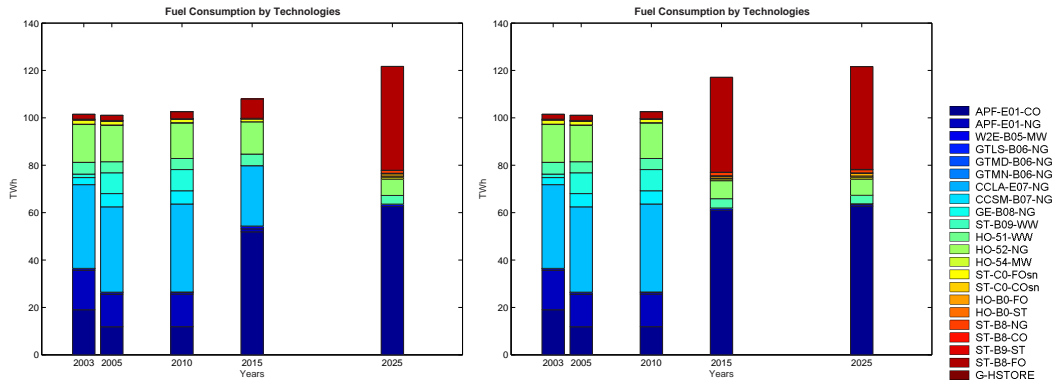 Fuel Consumption by Technologies
140
120
100
80
60
40
20
0
TWh
2003 2005 2010 2015 2025
Years
Fuel Consumption by Technologies
140
120
100
80
60
40
20
0
TWh
2003 2005 2010 2015 2025
Years
APF-E01-CO
APF-E01-NG
W2E-B05-MW
GTLS-B06-NG
GTMD-B06-NG
GTMN-B06-NG
CCLA-E07-NG
CCSM-B07-NG
GE-B08-NG
ST-B09-WW
HO-51-WW
HO-52-NG
HO-54-MW
ST-C0-FOsn
ST-C0-COsn
HO-B0-FO
HO-B0-ST
ST-B8-NG
ST-B8-CO
ST-B9-ST
ST-B8-FO
G-HSTORE